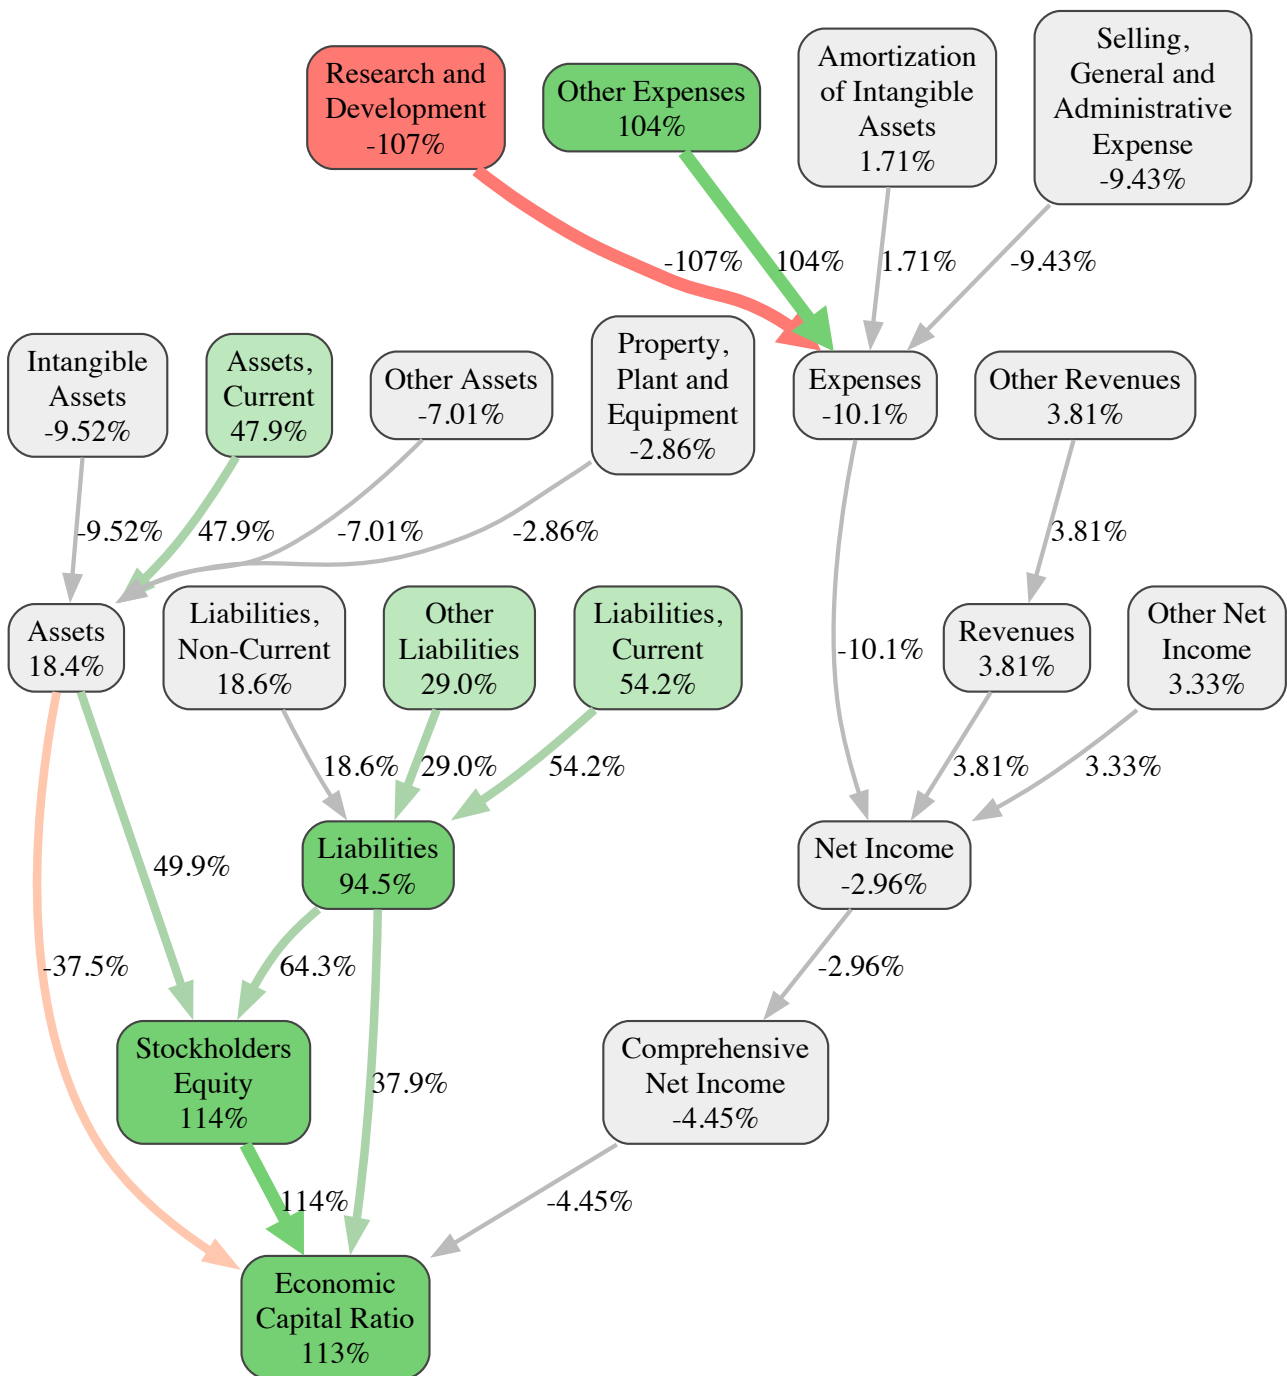 Research and
Development
-107%
Other Expenses
104%
Amortization
of Intangible
Assets
1.71%
Selling,
General and
Administrative
Expense
-9.43%
-107%
104%
1.71%
-9.43%
Intangible
Assets
-9.52%
Assets,
Current
47.9%
Other Assets
-7.01%
Property,
Plant and
Equipment
-2.86%
Expenses
-10.1%
Other Revenues
3.81%
-9.52%
47.9%
-7.01%
-2.86%
3.81%
Assets
18.4%
Liabilities,
Non-Current
18.6%
Other
Liabilities
29.0%
Liabilities,
Current
54.2%
-10.1%
Revenues
3.81%
Other Net
Income
3.33%
18.6%
29.0%
54.2%
3.81%
3.33%
49.9%
Liabilities
94.5%
Net Income
-2.96%
-37.5%
64.3%
-2.96%
Stockholders
Equity
114%
37.9%
Comprehensive
Net Income
-4.45%
114%
-4.45%
Economic
Capital Ratio
113%